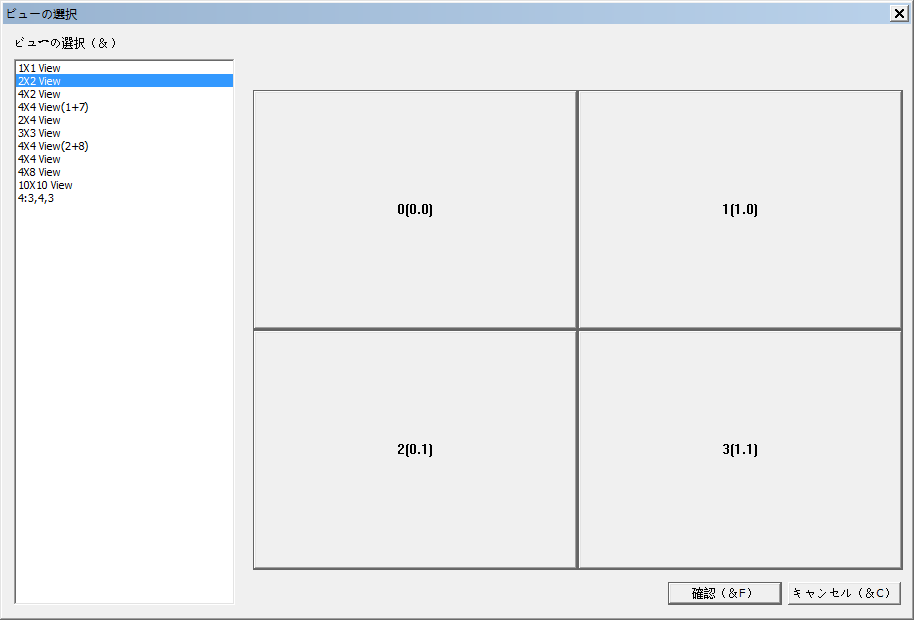 ビューの選択
ビューの選択（&）
1X1 View
2X2 View
4X2 View
4X4 View(1+7)
2X4 View
3X3 View
4X4 View(2+8)
4X4 View
4X8 View
10X10 View
4:3,4,3
0(0.0)
1(1.0)
2(0.1)
3(1.1)
確認（&F）
キャンセル（&C）